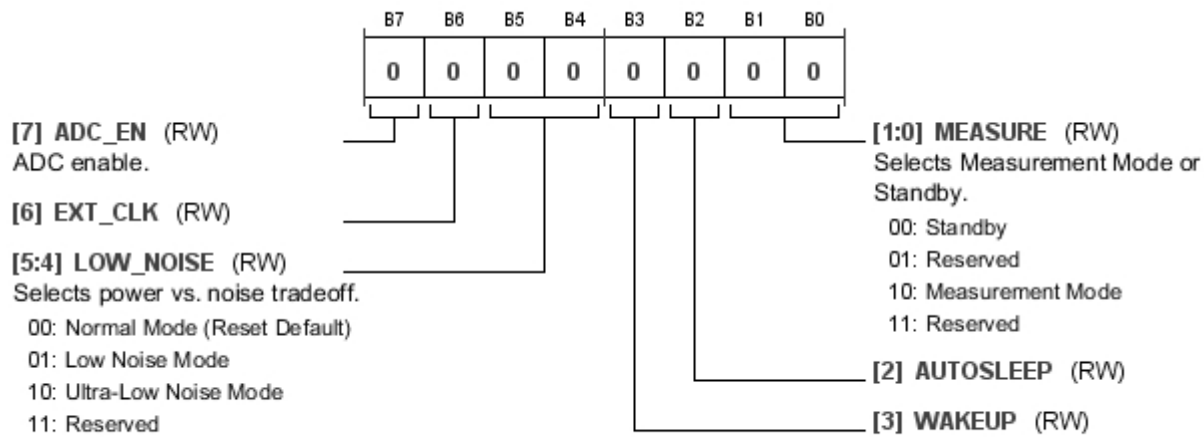 B7 B6 B5 B4 B3 B2 B1 B0
0 0 0 0 0 0 0 0
[7] ADC_EN (RW)
ADC enable.
[6] EXT_CLK (RW)
[5:4] LOW_NOISE (RW)
Selects power vs. noise tradeoff.
00: Normal Mode (Reset Default)
01: Low Noise Mode
10: Ultra-Low Noise Mode
11: Reserved
[1:0] MEASURE (RW)
Selects Measurement Mode or
Standby.
00: Standby
01: Reserved
10: Measurement Mode
11: Reserved
[2] AUTOSLEEP (RW)
[3] WAKEUP (RW)